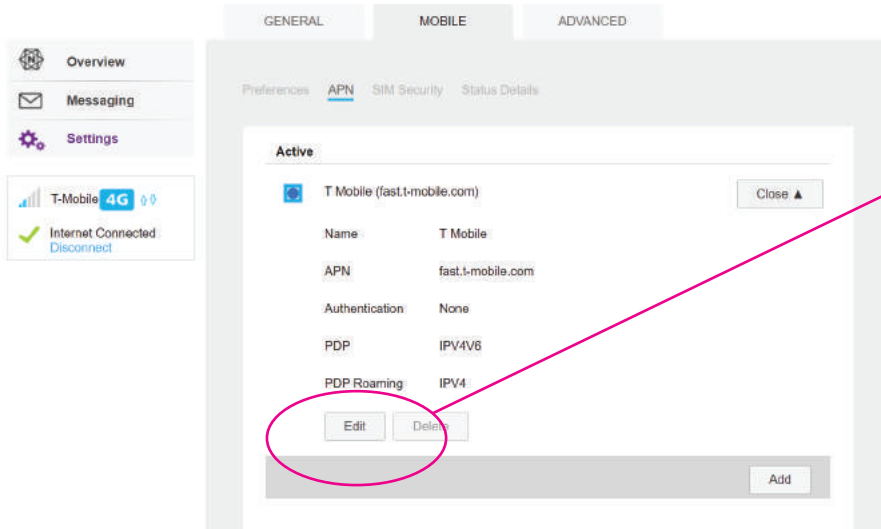 GENERAL MOBILE ADVANCED
Overview
Messaging
Settings
T-Mobile 4G
Internet Connected
Disconnect
Preferences APN SIM Security Status Details
Active
T Mobile (fast.t-mobile.com) Close ▲
Name T Mobile
APN fast.t-mobile.com
Authentication None
PDP IPV4V6
PDP Roaming IPV4
Edit Delete
Add